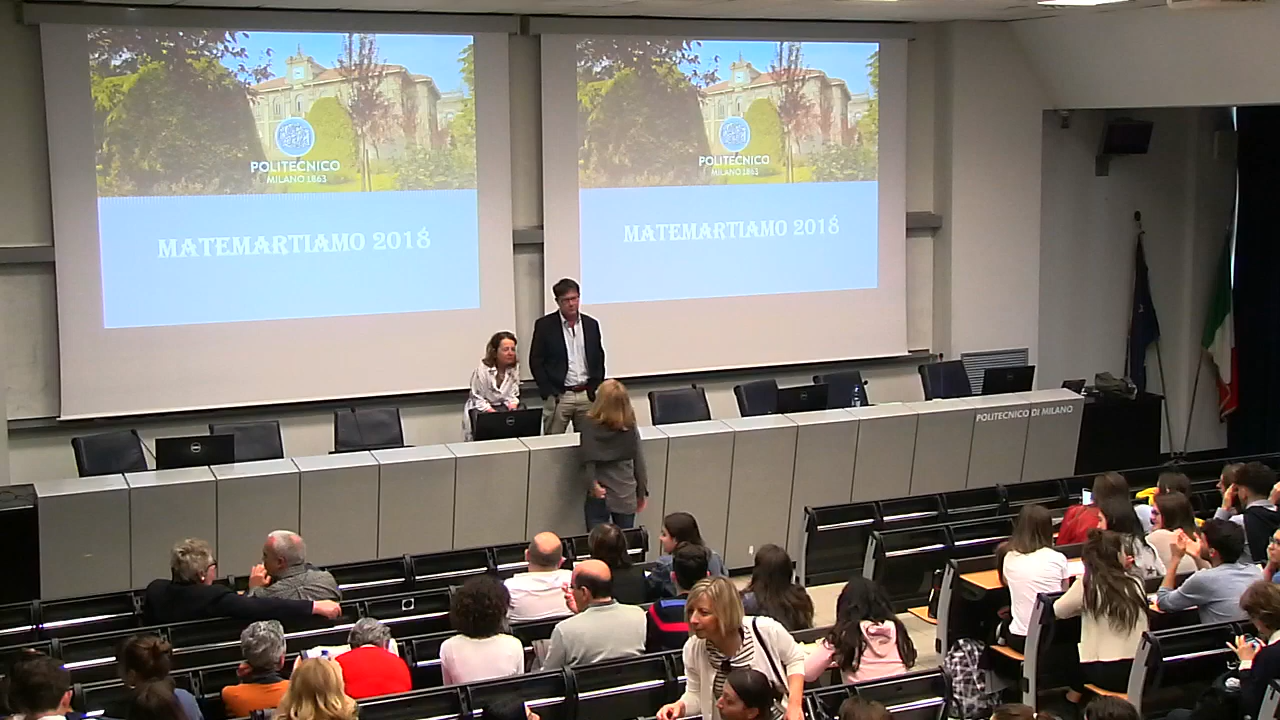 POLITECNICO
MILANO 1863
MATEMARTIAMO 2018
POLITECNICO
MILANO 1863
MATEMARTIAMO 2018
POLITECNICO DI MILANO